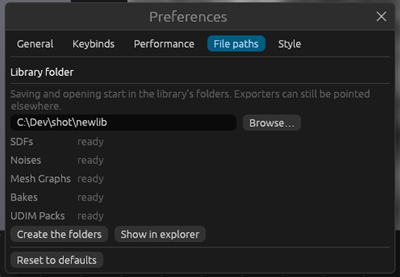 Preferences
General Keybinds Performance File paths Style
Library folder
Saving and opening start in the library's folders. Exporters can still be pointed
elsewhere.
C:\Dev\shot\newlib Browse...
SDFs ready
Noises ready
Mesh Graphs ready
Bakes ready
UDIM Packs ready
Create the folders Show in explorer
Reset to defaults